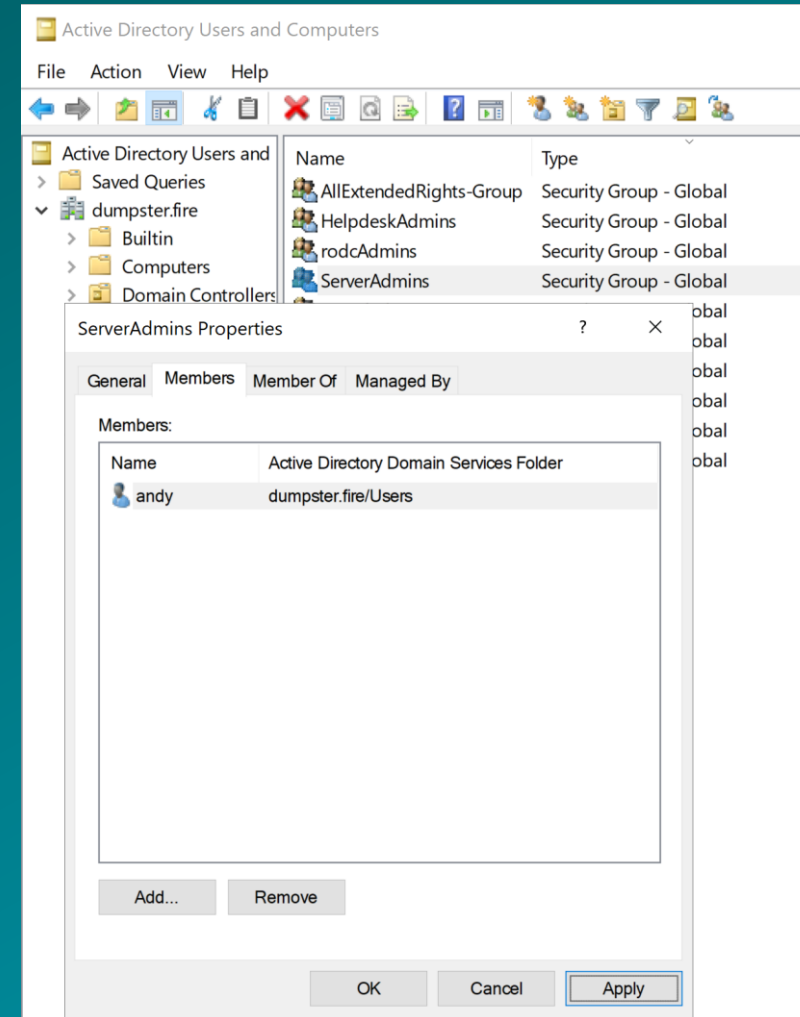 Active Directory Users and Computers
File Action View Help
Active Directory Users and
Saved Queries
dumpster.fire
Builtin
Computers
Domain Controllers
Name Type
AllExtendedRights-Group Security Group - Global
HelpdeskAdmins Security Group - Global
rodcAdmins Security Group - Global
ServerAdmins Security Group - Global
obal
obal
obal
obal
obal
obal
ServerAdmins Properties ? ×
General Members Member Of Managed By
Members:
Name Active Directory Domain Services Folder
andy dumpster.fire/Users
Add... Remove
OK Cancel Apply